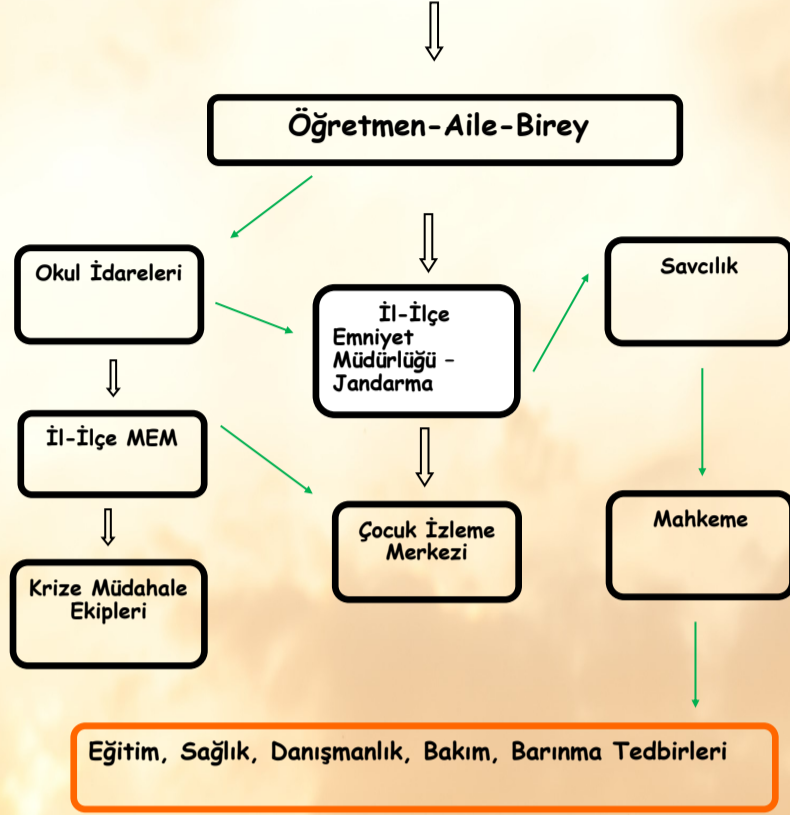 Öğretmen-Aile-Birey
Okul İdareleri
İl-İlçe
Emniyet
Müdürlüğü –
Jandarma
Savcılık
İl-İlçe MEM
Çocuk İzleme
Merkezi
Mahkeme
Krize Müdahale
Ekipleri
Eğitim, Sağlık, Danışmanlık, Bakım, Barınma Tedbirleri